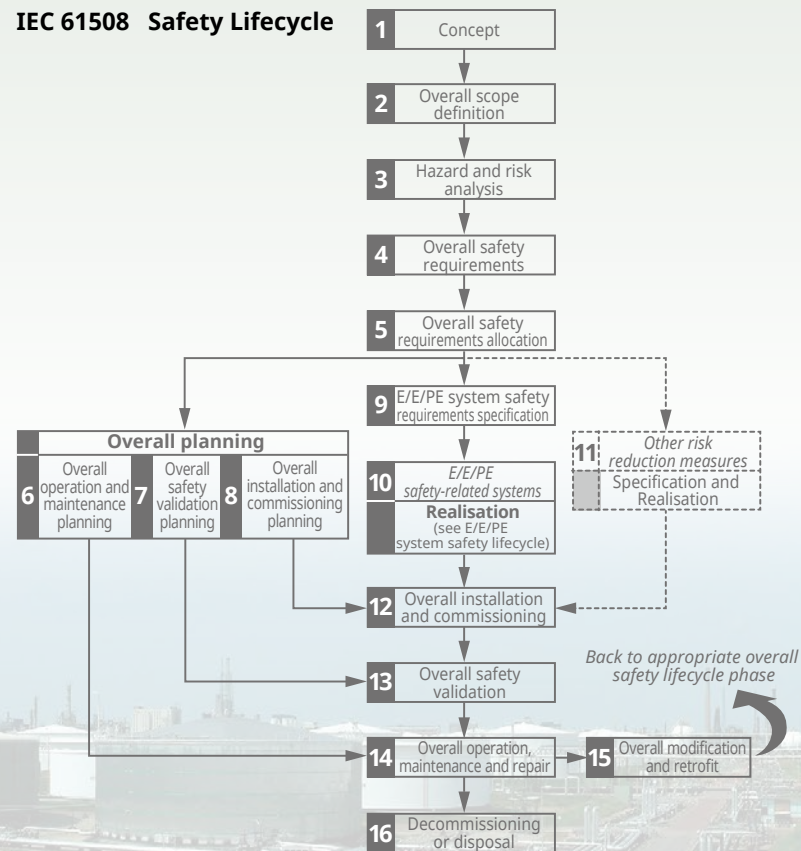 IEC 61508 Safety Lifecycle
1
Concept
2
Overall scope
definition
3
Hazard and risk
analysis
4
Overall safety
requirements
5
Overall safety
requirements allocation
9
E/E/PE system safety
requirements specification
Overall planning
6
Overall
operation and
maintenance
planning
7
Overall
safety
validation
planning
8
Overall
installation and
commissioning
planning
10
E/E/PE
safety-related systems
Realisation
(see E/E/PE
system safety lifecycle)
11
Other risk
reduction measures
Specification and
Realisation
12
Overall installation
and commissioning
13
Overall safety
validation
Back to appropriate overall
safety lifecycle phase
14
Overall operation,
maintenance and repair
15
Overall modification
and retrofit
16
Decommissioning
or disposal